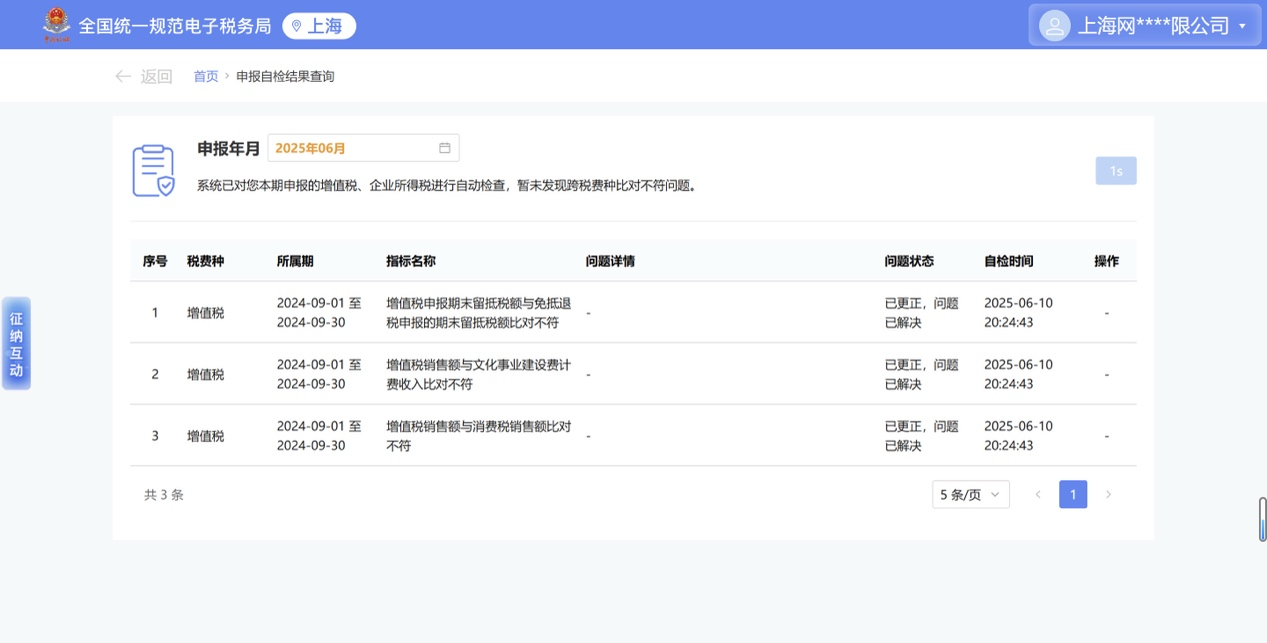 全国统一规范电子税务局 上海 上海网****限公司
返回 首页 > 申报自检结果查询
申报年月 2025年06月
1s
系统已对您本期申报的增值税、企业所得税进行自动检查，暂未发现跨税费种比对不符问题。
序号 税费种 所属期 指标名称 问题详情 问题状态 自检时间 操作
1 增值税 2024-09-01 至 2024-09-30 增值税申报期末留抵税额与免抵退税申报的期末留抵税额比对不符 - 已更正，问题已解决 2025-06-10 20:24:43 -
2 增值税 2024-09-01 至 2024-09-30 增值税销售额与文化事业建设费计费收入比对不符 - 已更正，问题已解决 2025-06-10 20:24:43 -
3 增值税 2024-09-01 至 2024-09-30 增值税销售额与消费税销售额比对不符 - 已更正，问题已解决 2025-06-10 20:24:43 -
共 3 条 5 条/页 < 1 >
征纳互动